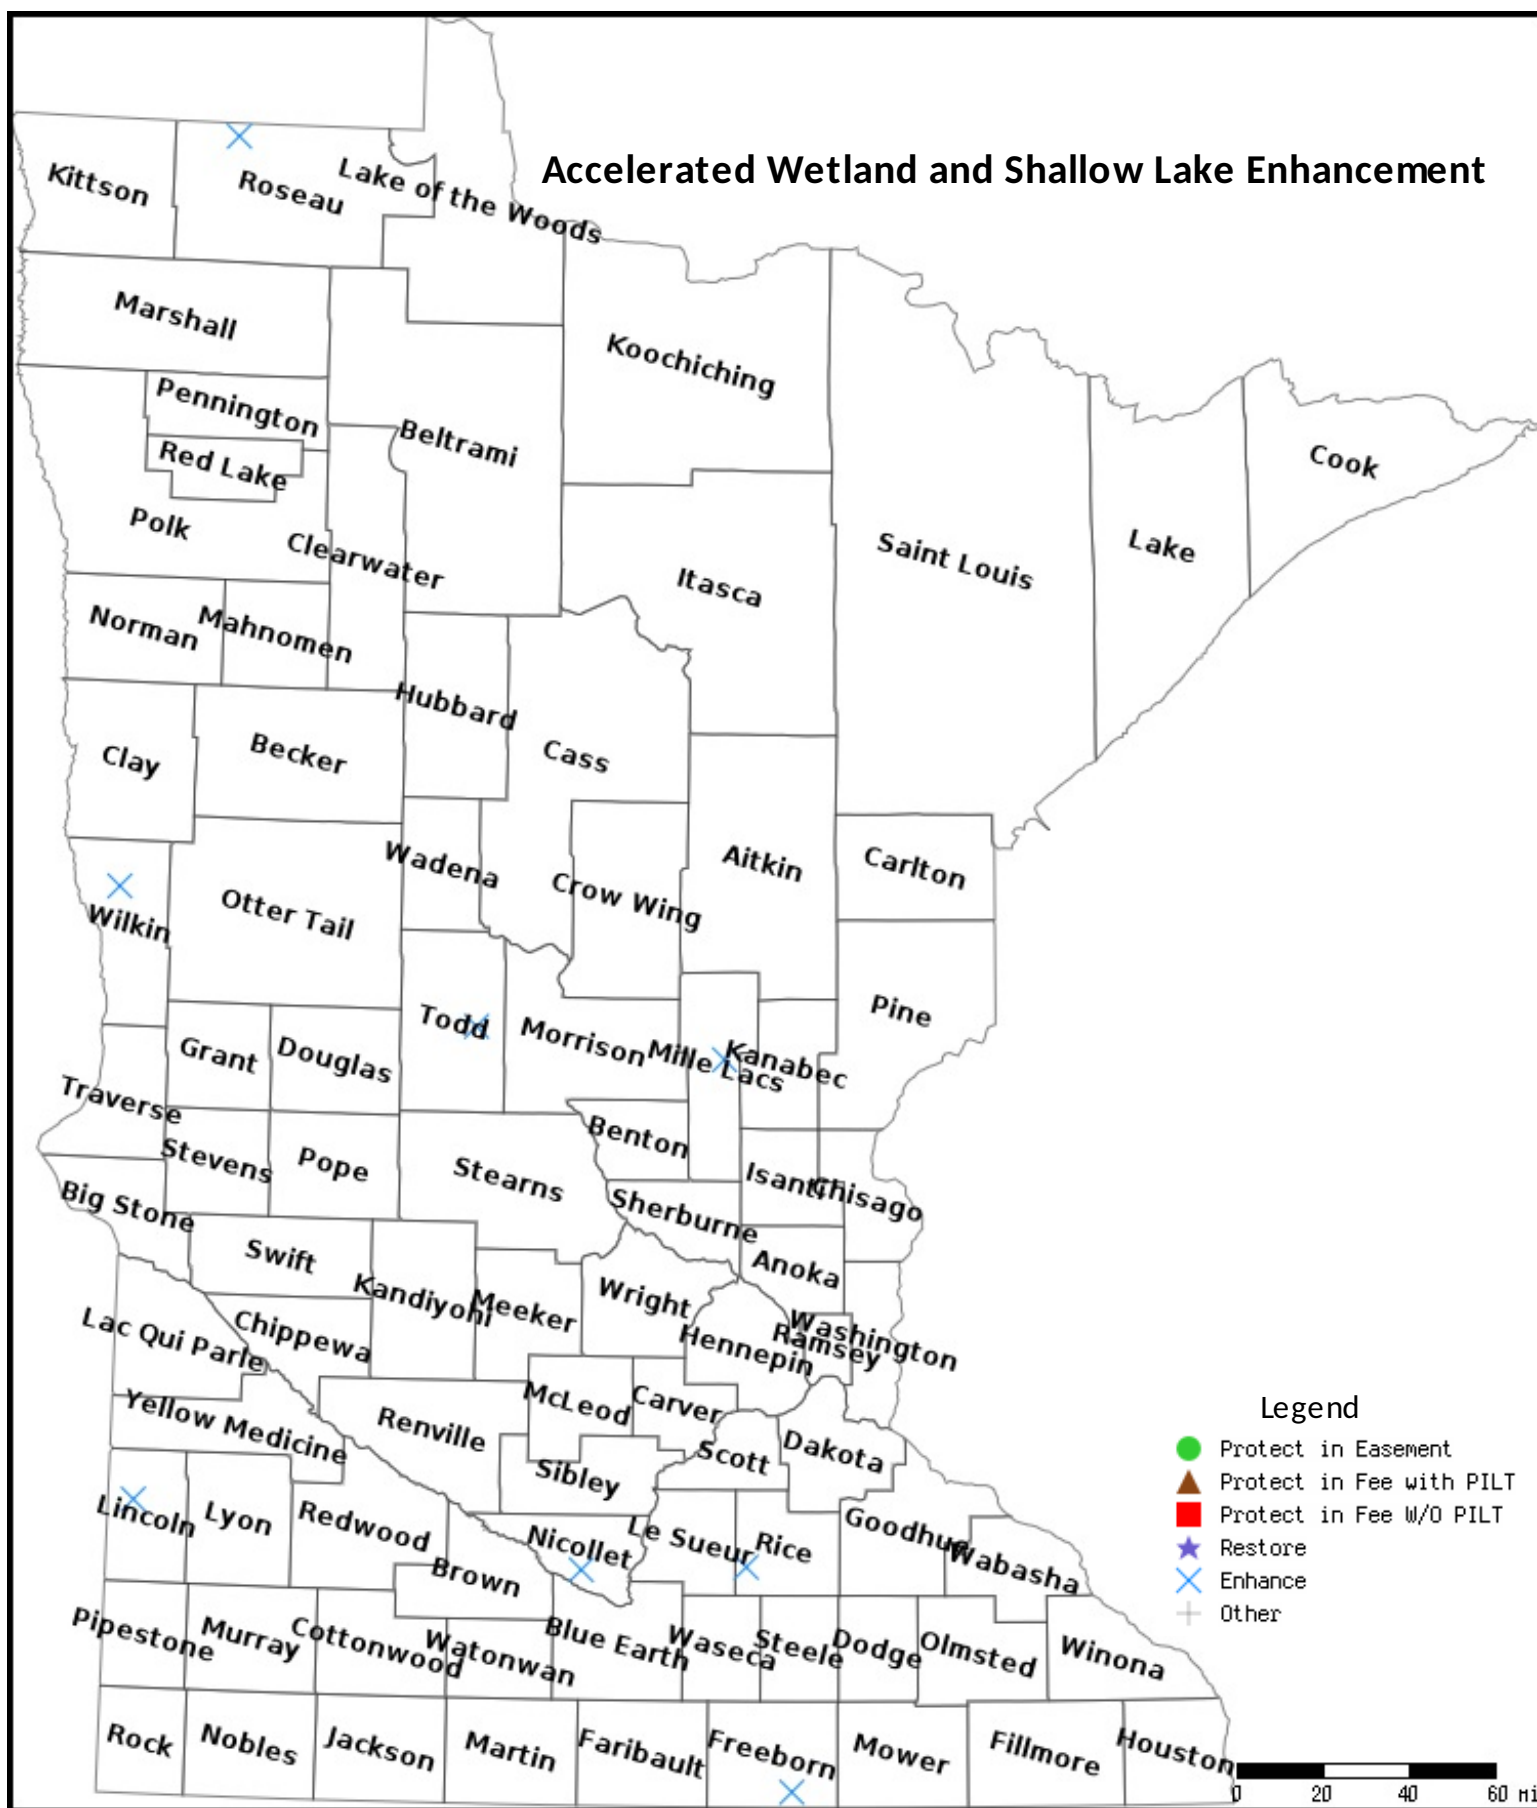 Accelerated Wetland and Shallow Lake Enhancement
Kittson
Roseau
Lake of the Woods
Marshall
Koochiching
Pennington
Beltrami
Red Lake
Cook
Polk
Clearwater
Saint Louis
Lake
Itasca
Norman
Mahnomen
Hubbard
Clay
Becker
Cass
Wadena
Aitkin
Carlton
Otter Tail
Crow Wing
Wilkin
Todd
Morrison
Pine
Grant
Douglas
Mille Lacs
Kanabec
Traverse
Benton
Stevens
Pope
Stearns
Isanti
Chisago
Big Stone
Sherburne
Swift
Anoka
Kandiyohi
Meeker
Wright
Lac Qui Parle
Chippewa
Hennepin
Ramsey
Washington
Yellow Medicine
Renville
McLeod
Carver
Scott
Dakota
Sibley
Lincoln
Lyon
Redwood
Nicollet
Le Sueur
Rice
Goodhue
Wabasha
Brown
Pipestone
Murray
Cottonwood
Watonwan
Blue Earth
Waseca
Steele
Dodge
Olmsted
Winona
Rock
Nobles
Jackson
Martin
Faribault
Freeborn
Mower
Fillmore
Houston
Legend
Protect in Easement
Protect in Fee with PILT
Protect in Fee W/O PILT
Restore
Enhance
Other
0 20 40 60 Mi